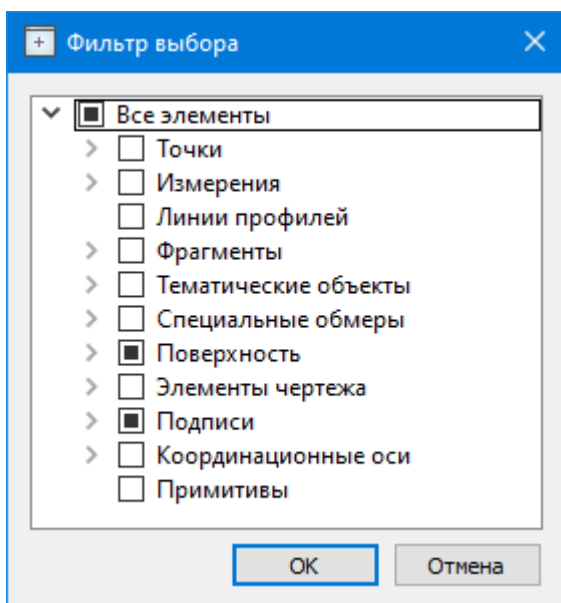 Фильтр выбора
Все элементы
Точки
Измерения
Линии профилей
Фрагменты
Тематические объекты
Специальные обмеры
Поверхность
Элементы чертежа
Подписи
Координационные оси
Примитивы
ОК Отмена